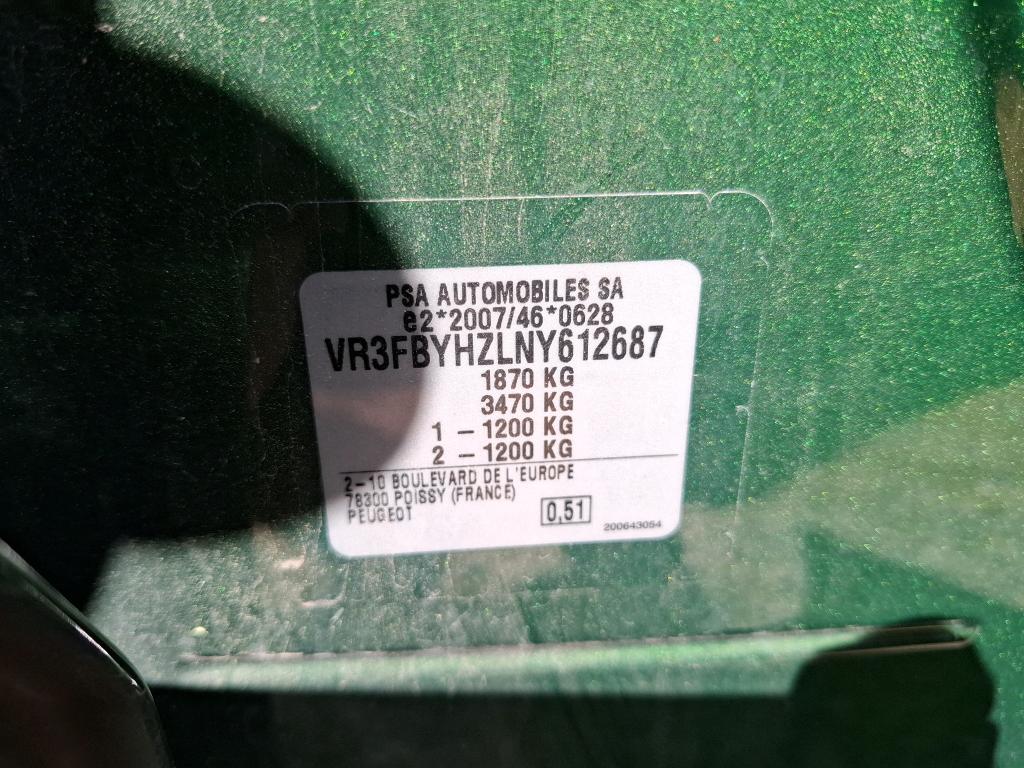 PSA AUTOMOBILES SA
e2*2007/46*0628
VR3FBYHZLNY612687
1870 KG
3470 KG
1 – 1200 KG
2 – 1200 KG
2–10 BOULEVARD DE L'EUROPE
78300 POISSY (FRANCE)
PEUGEOT
0,51
200643054